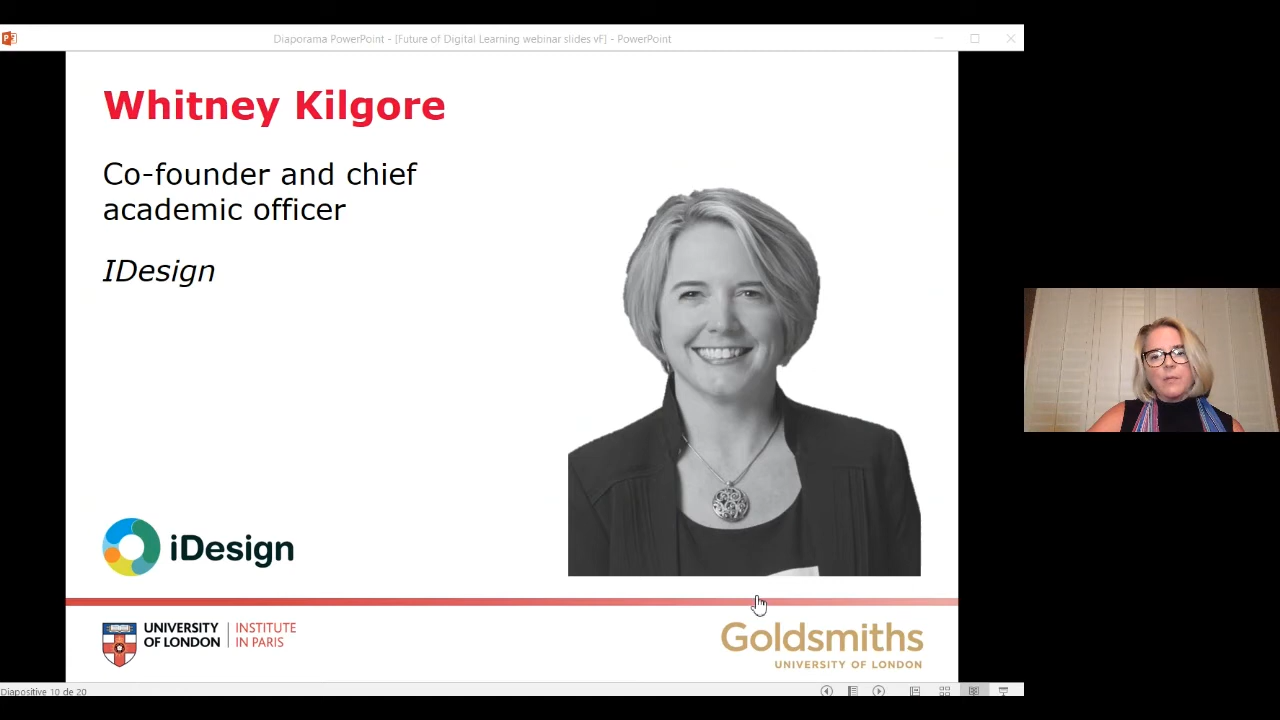 Diaporama PowerPoint - [Future of Digital Learning webinar slides vF] - PowerPoint
Whitney Kilgore
Co-founder and chief
academic officer
IDesign
iDesign
UNIVERSITY
OF LONDON
INSTITUTE
IN PARIS
Goldsmiths
UNIVERSITY OF LONDON
Diapositive 10 de 20